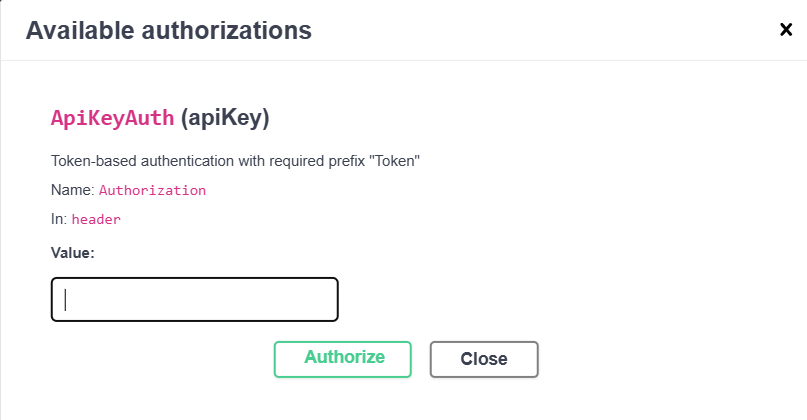 Available authorizations
ApiKeyAuth (apiKey)
Token-based authentication with required prefix "Token"
Name: Authorization
In: header
Value:
Authorize Close